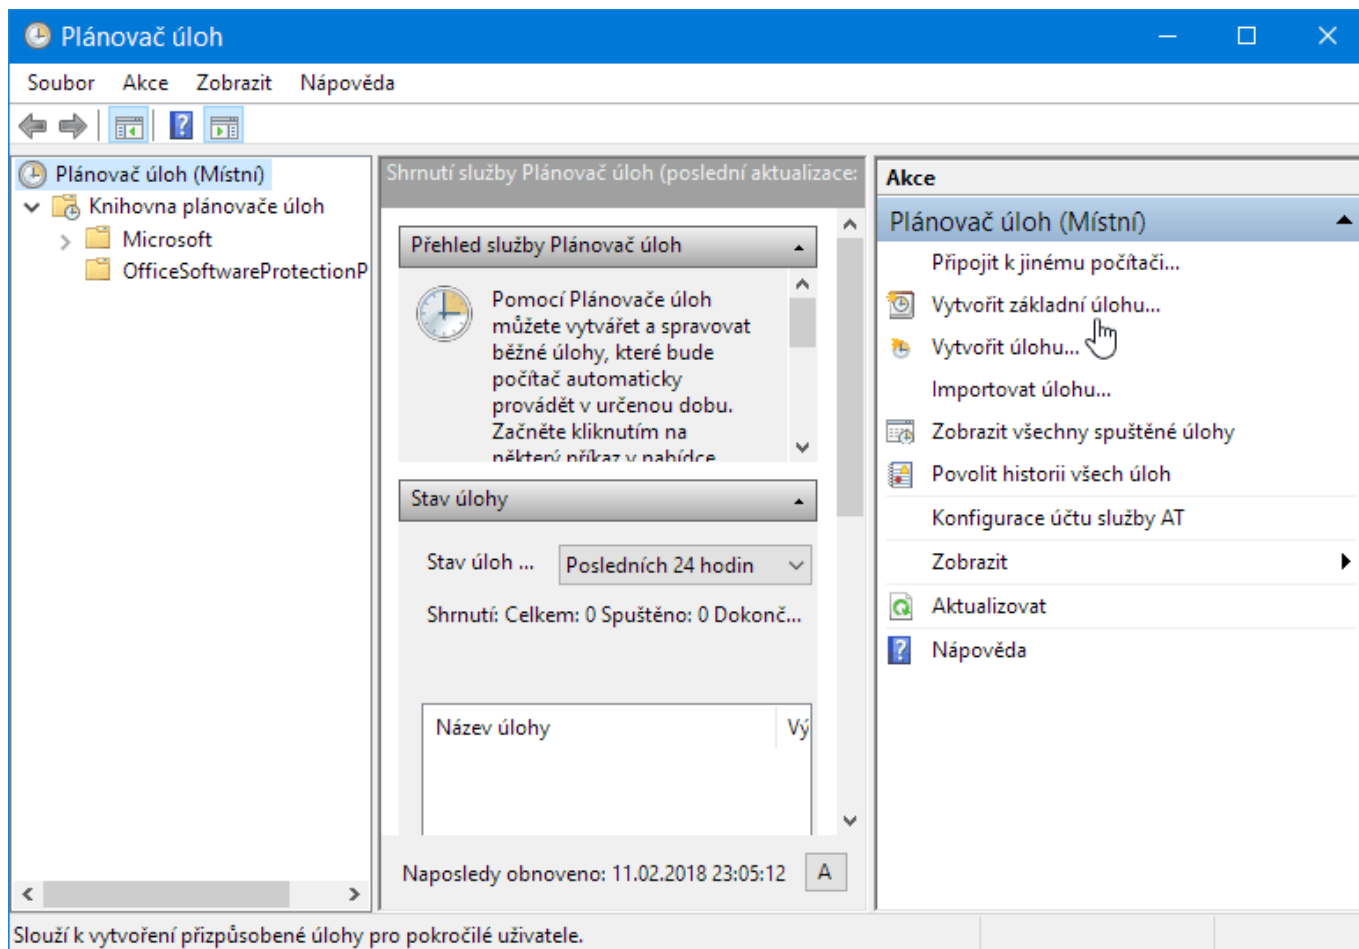 Plánovač úloh
Soubor Akce Zobrazit Nápověda
Plánovač úloh (Místní)
Knihovna plánovače úloh
Microsoft
OfficeSoftwareProtectionP
Shrnutí služby Plánovač úloh (poslední aktualizace:
Přehled služby Plánovač úloh
Pomocí Plánovače úloh
můžete vytvářet a spravovat
běžné úlohy, které bude
počítač automaticky
provádět v určenou dobu.
Začněte kliknutím na
některý příkaz v nabídce
Stav úlohy
Stav úloh ... Posledních 24 hodin
Shrnutí: Celkem: 0 Spuštěno: 0 Dokonč...
Název úlohy Vý
Naposledy obnoveno: 11.02.2018 23:05:12 A
Akce
Plánovač úloh (Místní)
Připojit k jinému počítači...
Vytvořit základní úlohu...
Vytvořit úlohu...
Importovat úlohu...
Zobrazit všechny spuštěné úlohy
Povolit historii všech úloh
Konfigurace účtu služby AT
Zobrazit
Aktualizovat
Nápověda
Slouží k vytvoření přizpůsobené úlohy pro pokročilé uživatele.